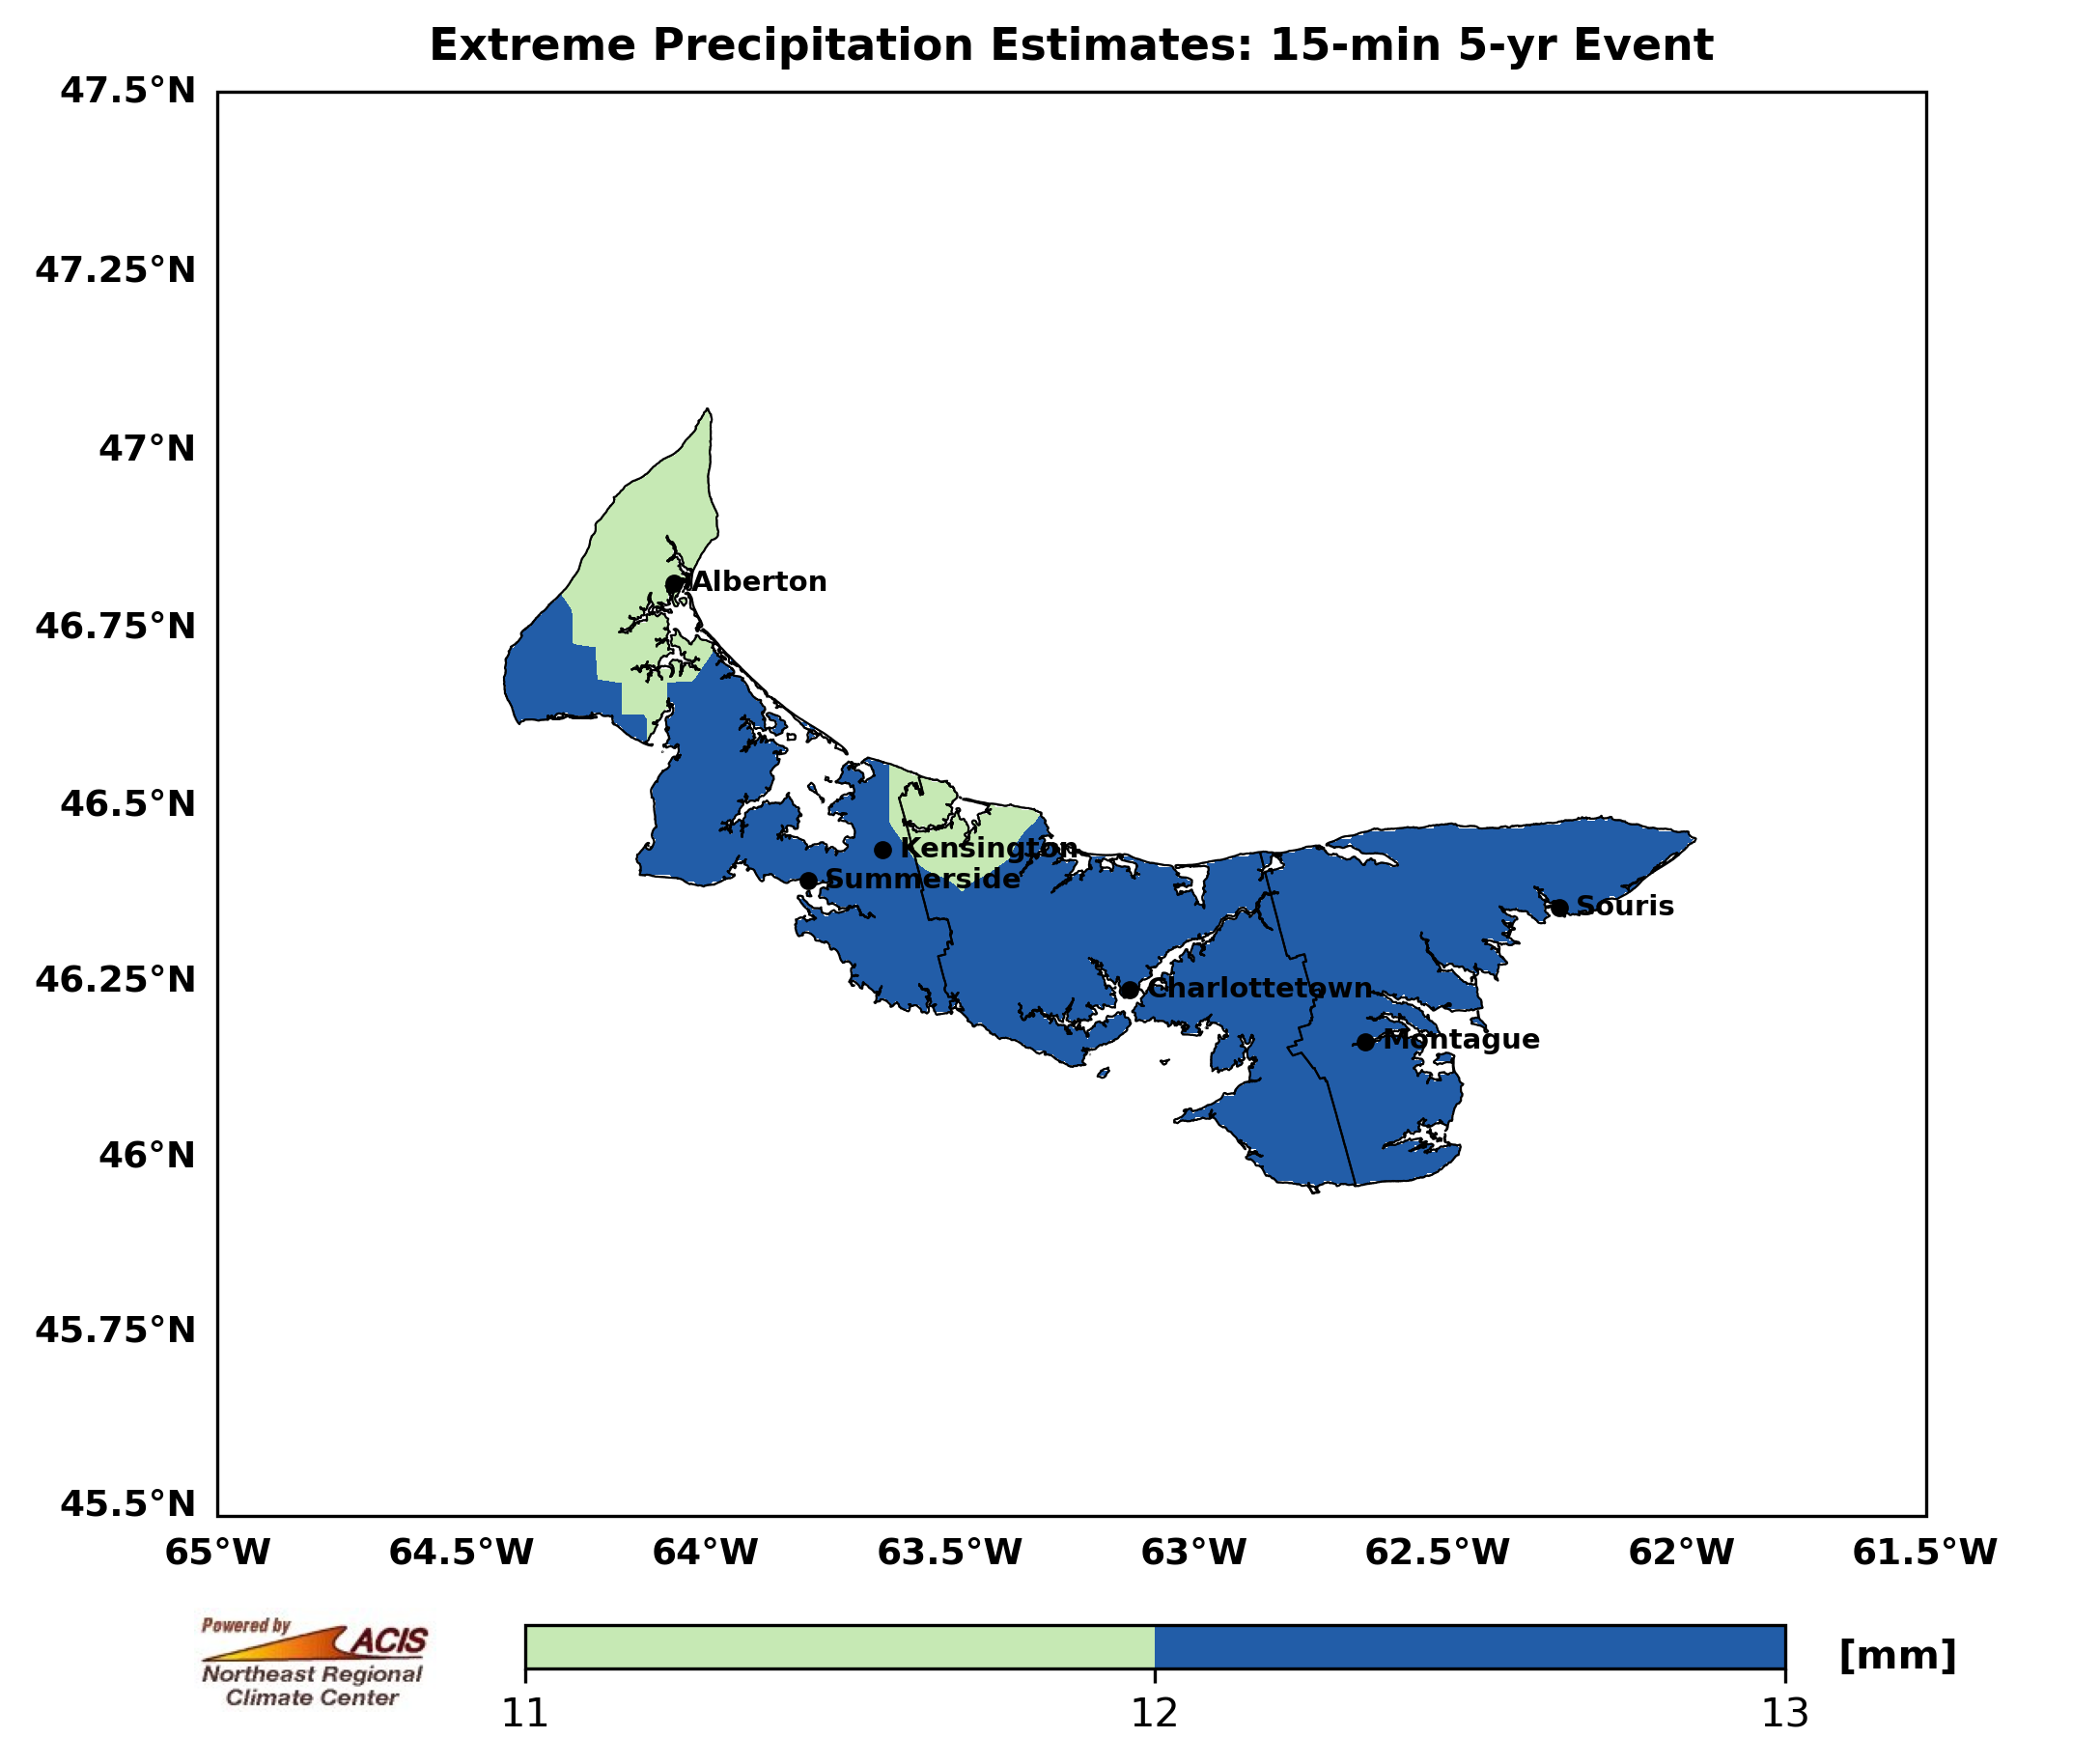 Extreme Precipitation Estimates: 15-min 5-yr Event
47.5°N
47.25°N
47°N
46.75°N
46.5°N
46.25°N
46°N
45.75°N
45.5°N
Alberton
Kensington
Summerside
Souris
Charlottetown
Montague
65°W 64.5°W 64°W 63.5°W 63°W 62.5°W 62°W 61.5°W
Powered by
ACIS
Northeast Regional
Climate Center
[mm]
11 12 13